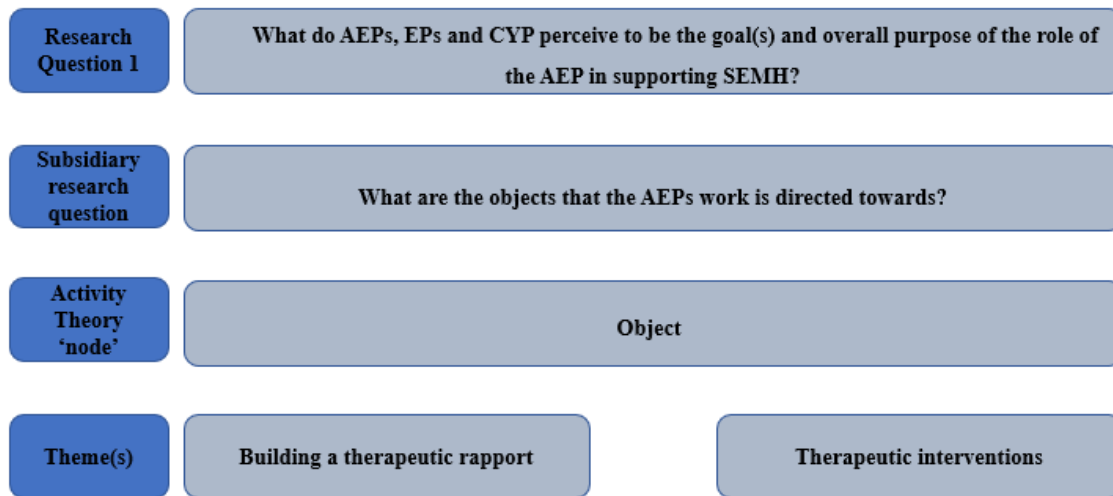 Research
Question 1
What do AEPs, EPs and CYP perceive to be the goal(s) and overall purpose of the role of
the AEP in supporting SEMH?
Subsidiary
research
question
What are the objects that the AEPs work is directed towards?
Activity
Theory
‘node’
Object
Theme(s)
Building a therapeutic rapport
Therapeutic interventions